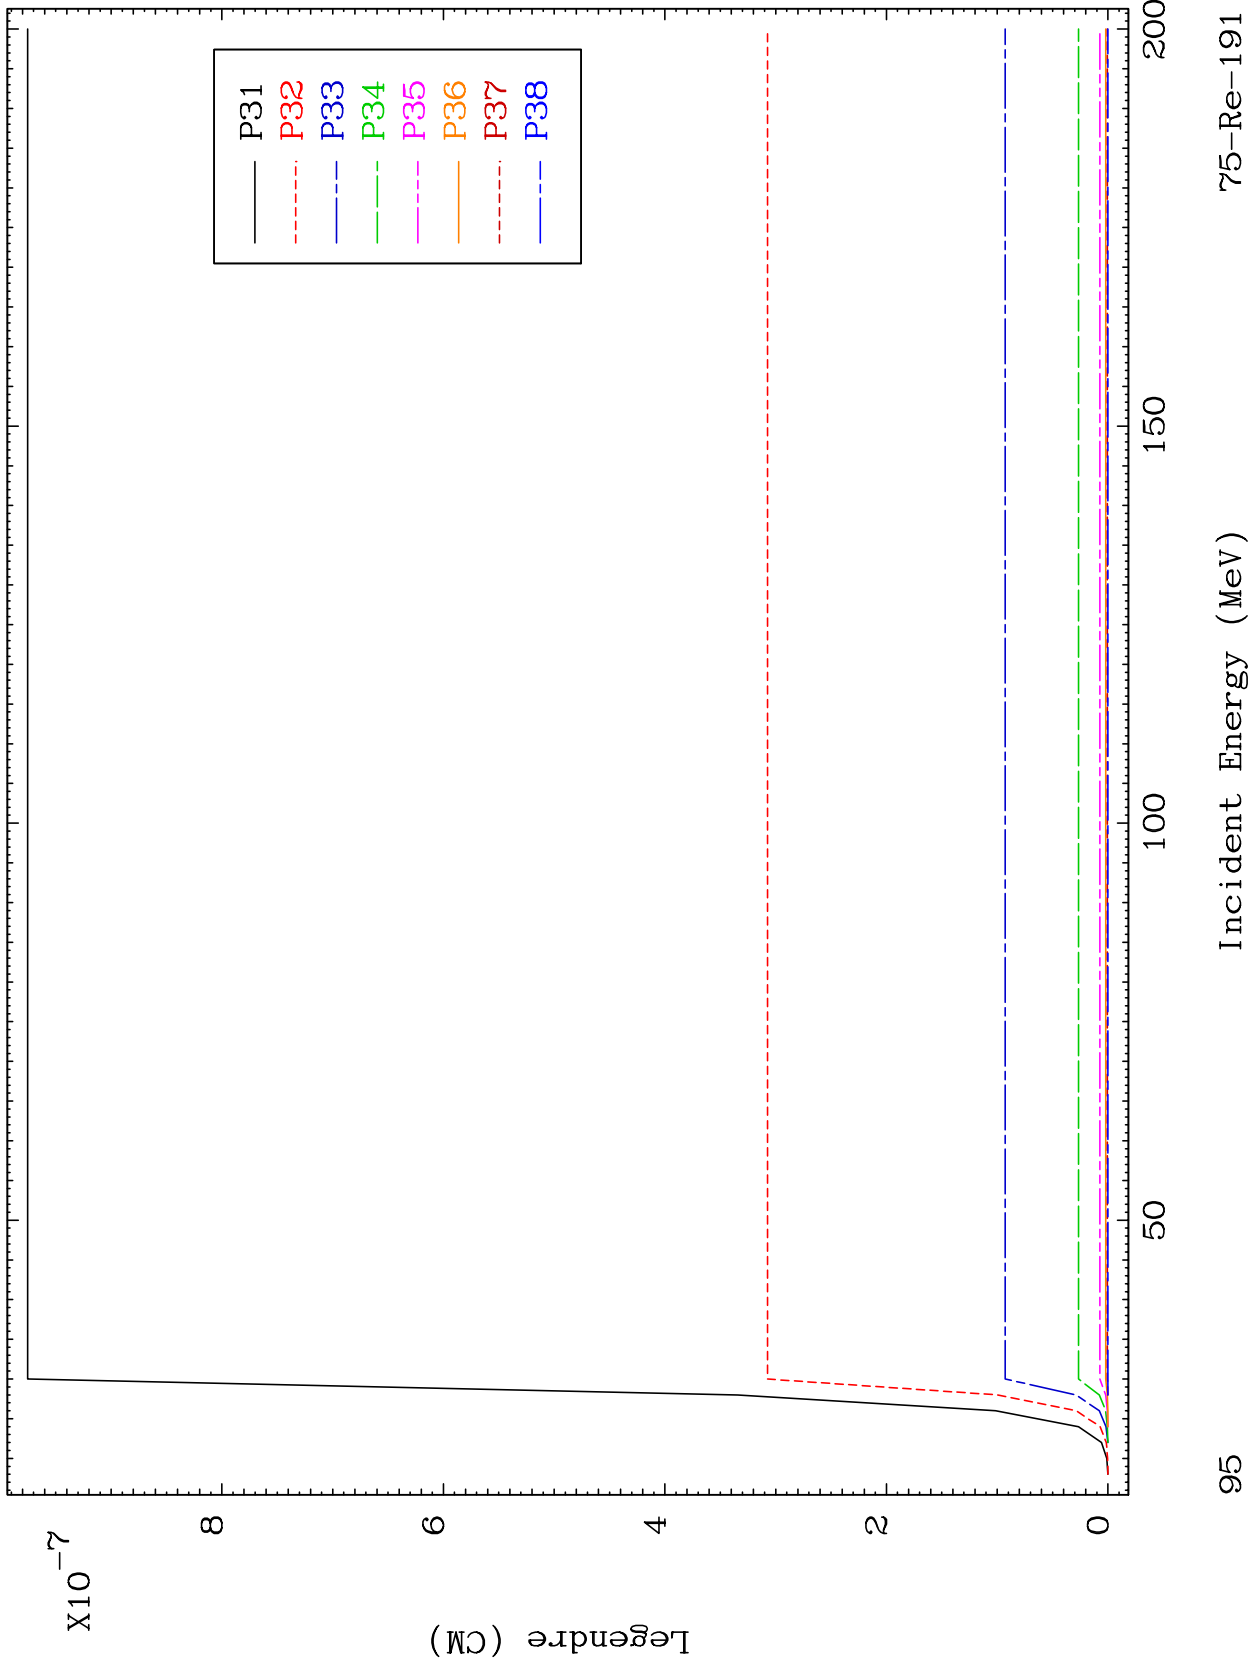 X10-7
8
6
4
2
0
Legendre (CM)
P31
P32
P33
P34
P35
P36
P37
P38
50
100
150
200
Incident Energy (MeV)
95
75-Re-191